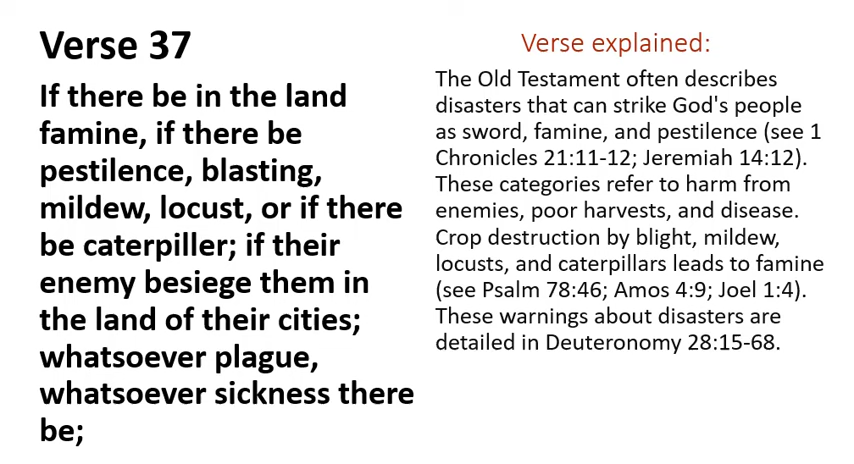 Verse 37
If there be in the land
famine, if there be
pestilence, blasting,
mildew, locust, or if there
be caterpiller; if their
enemy besiege them in
the land of their cities;
whatsoever plague,
whatsoever sickness there
be;
Verse explained:
The Old Testament often describes
disasters that can strike God's people
as sword, famine, and pestilence (see 1
Chronicles 21:11-12; Jeremiah 14:12).
These categories refer to harm from
enemies, poor harvests, and disease.
Crop destruction by blight, mildew,
locusts, and caterpillars leads to famine
(see Psalm 78:46; Amos 4:9; Joel 1:4).
These warnings about disasters are
detailed in Deuteronomy 28:15-68.